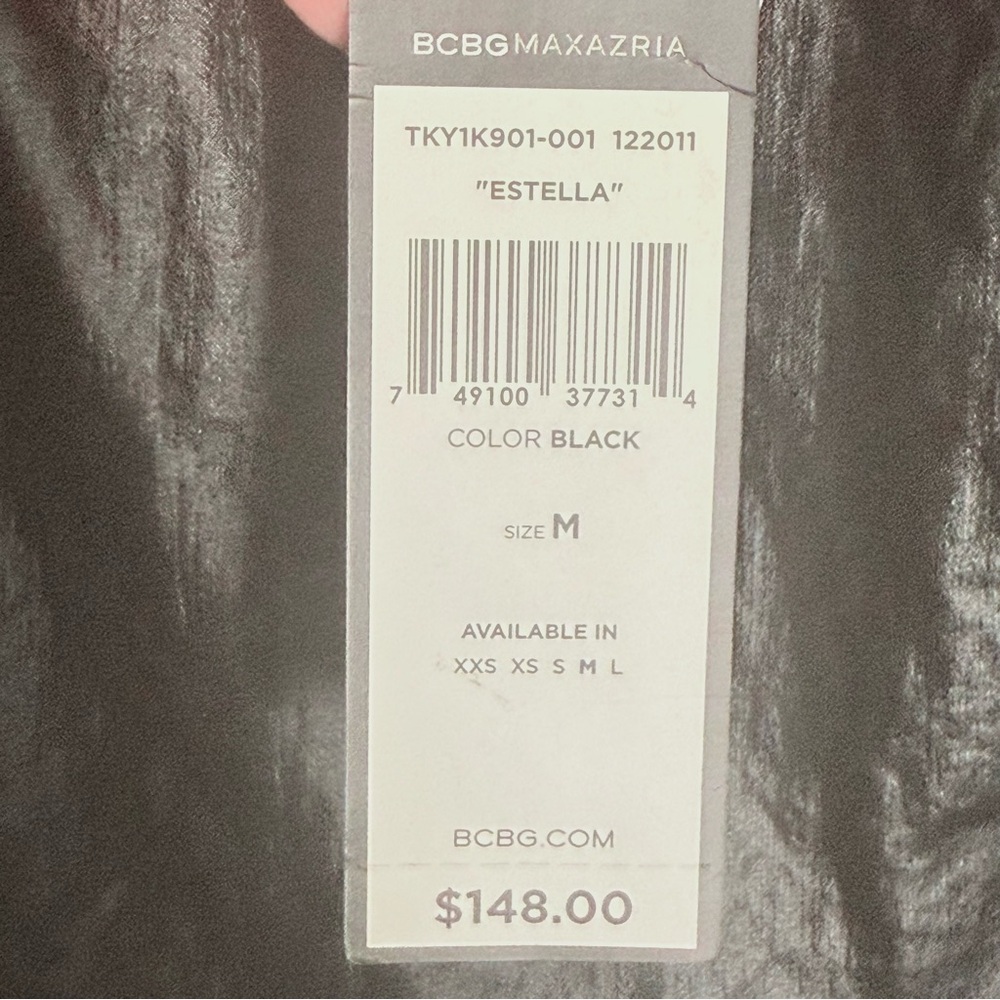 BCBGMAXAZRIA
TKY1K901-001 122011
"ESTELLA"
7 49100 37731 4
COLOR BLACK
SIZE M
AVAILABLE IN
XXS XS S M L
BCBG.COM
$148.00